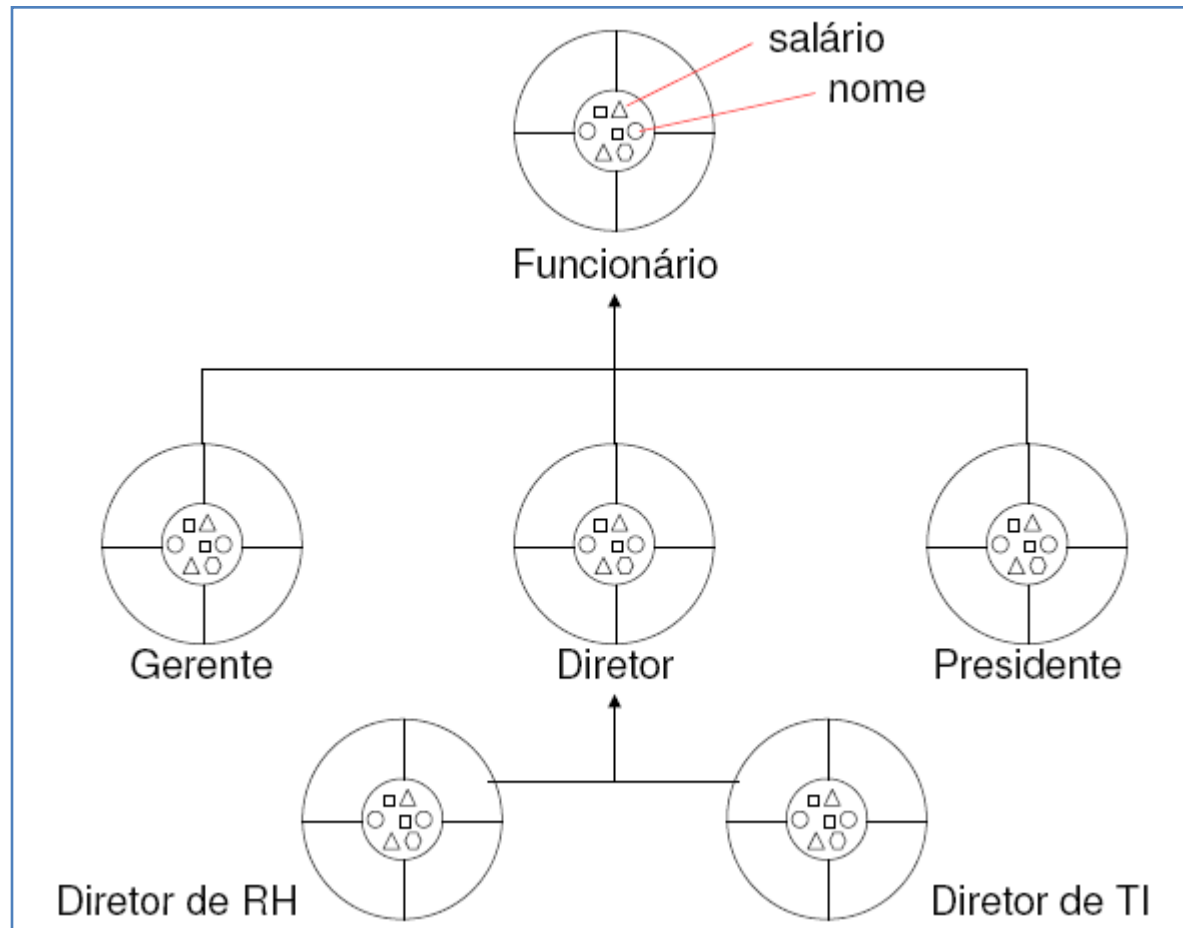 salário
nome
Funcionário
Gerente
Diretor
Presidente
Diretor de RH
Diretor de TI